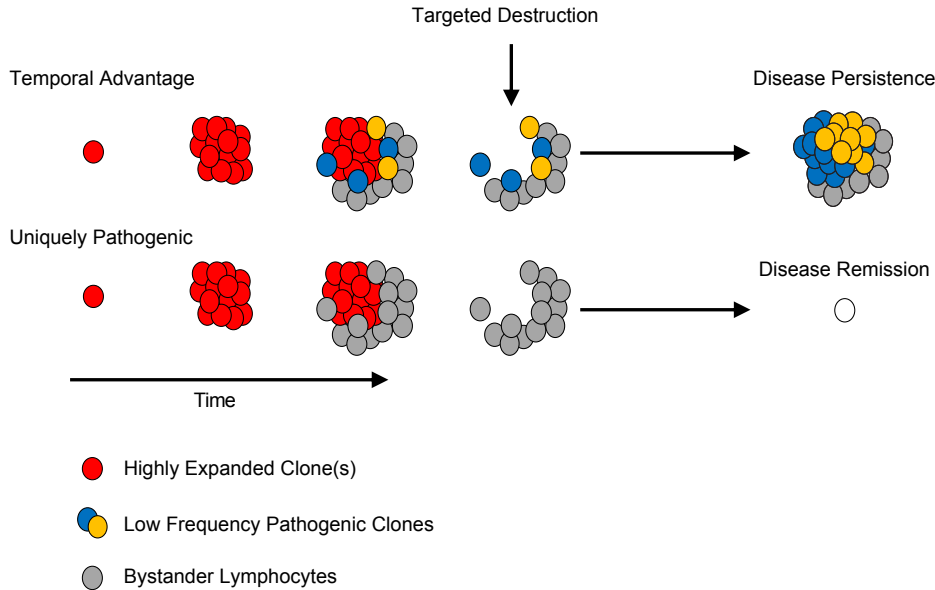 Targeted Destruction
Temporal Advantage
Disease Persistence
Uniquely Pathogenic
Disease Remission
Time
Highly Expanded Clone(s)
Low Frequency Pathogenic Clones
Bystander Lymphocytes